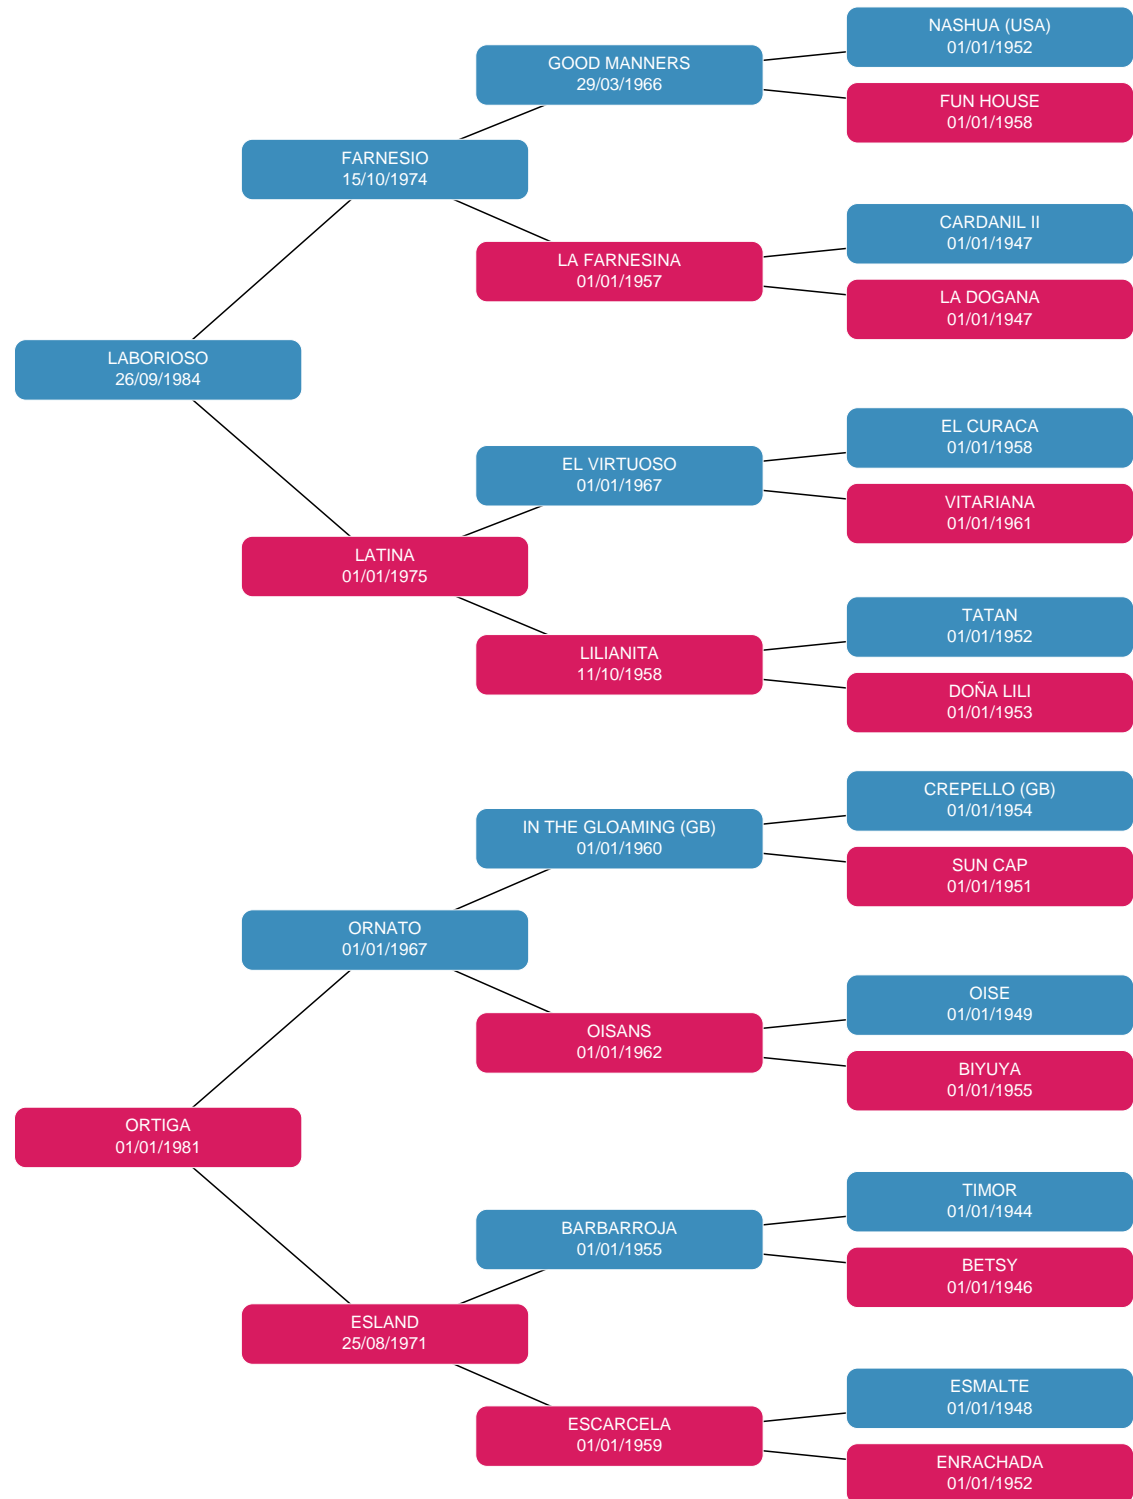 NASHUA (USA)
01/01/1952
GOOD MANNERS
29/03/1966
FUN HOUSE
01/01/1958
FARNESIO
15/10/1974
CARDANIL II
01/01/1947
LA FARNESINA
01/01/1957
LA DOGANA
01/01/1947
LABORIOSO
26/09/1984
EL CURACA
01/01/1958
EL VIRTUOSO
01/01/1967
VITARIANA
01/01/1961
LATINA
01/01/1975
TATAN
01/01/1952
LILIANITA
11/10/1958
DOÑA LILI
01/01/1953
CREPELLO (GB)
01/01/1954
IN THE GLOAMING (GB)
01/01/1960
SUN CAP
01/01/1951
ORNATO
01/01/1967
OISE
01/01/1949
OISANS
01/01/1962
BIYUYA
01/01/1955
ORTIGA
01/01/1981
TIMOR
01/01/1944
BARBARROJA
01/01/1955
BETSY
01/01/1946
ESLAND
25/08/1971
ESMALTE
01/01/1948
ESCARCELA
01/01/1959
ENRACHADA
01/01/1952